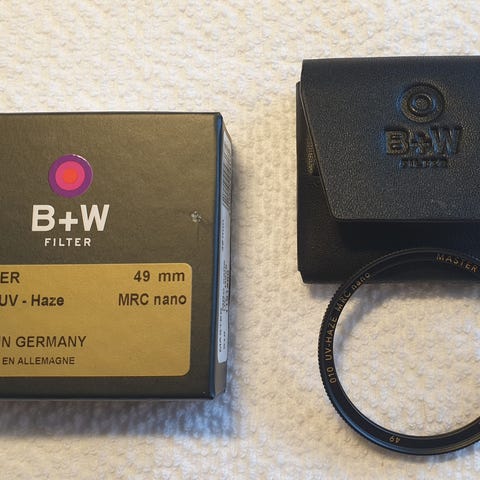 B+W
FILTER
ER 49 mm
UV - Haze MRC nano
N GERMANY
EN ALLEMAGNE
B+W
FILTER
MASTER
010 UV-HAZE MRC nano
49